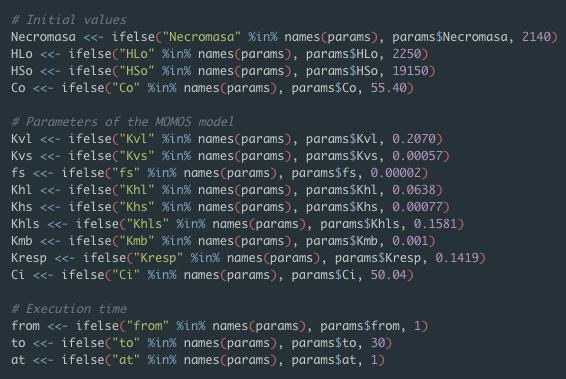 # Initial values
Necromasa <<- ifelse("Necromasa" %in% names(params), params$Necromasa, 2140)
HLo <<- ifelse("HLo" %in% names(params), params$HLo, 2250)
HSo <<- ifelse("HSo" %in% names(params), params$HSo, 19150)
Co <<- ifelse("Co" %in% names(params), params$Co, 55.40)
# Parameters of the MOMOS model
Kvl <<- ifelse("Kvl" %in% names(params), params$Kvl, 0.2070)
Kvs <<- ifelse("Kvs" %in% names(params), params$Kvs, 0.00057)
fs <<- ifelse("fs" %in% names(params), params$fs, 0.00002)
Khl <<- ifelse("Khl" %in% names(params), params$Khl, 0.0638)
Khs <<- ifelse("Khs" %in% names(params), params$Khs, 0.00077)
Khls <<- ifelse("Khls" %in% names(params), params$Khls, 0.1581)
Kmb <<- ifelse("Kmb" %in% names(params), params$Kmb, 0.001)
Kresp <<- ifelse("Kresp" %in% names(params), params$Kresp, 0.1419)
Ci <<- ifelse("Ci" %in% names(params), params$Ci, 50.04)
# Execution time
from <<- ifelse("from" %in% names(params), params$from, 1)
to <<- ifelse("to" %in% names(params), params$to, 30)
at <<- ifelse("at" %in% names(params), params$at, 1)